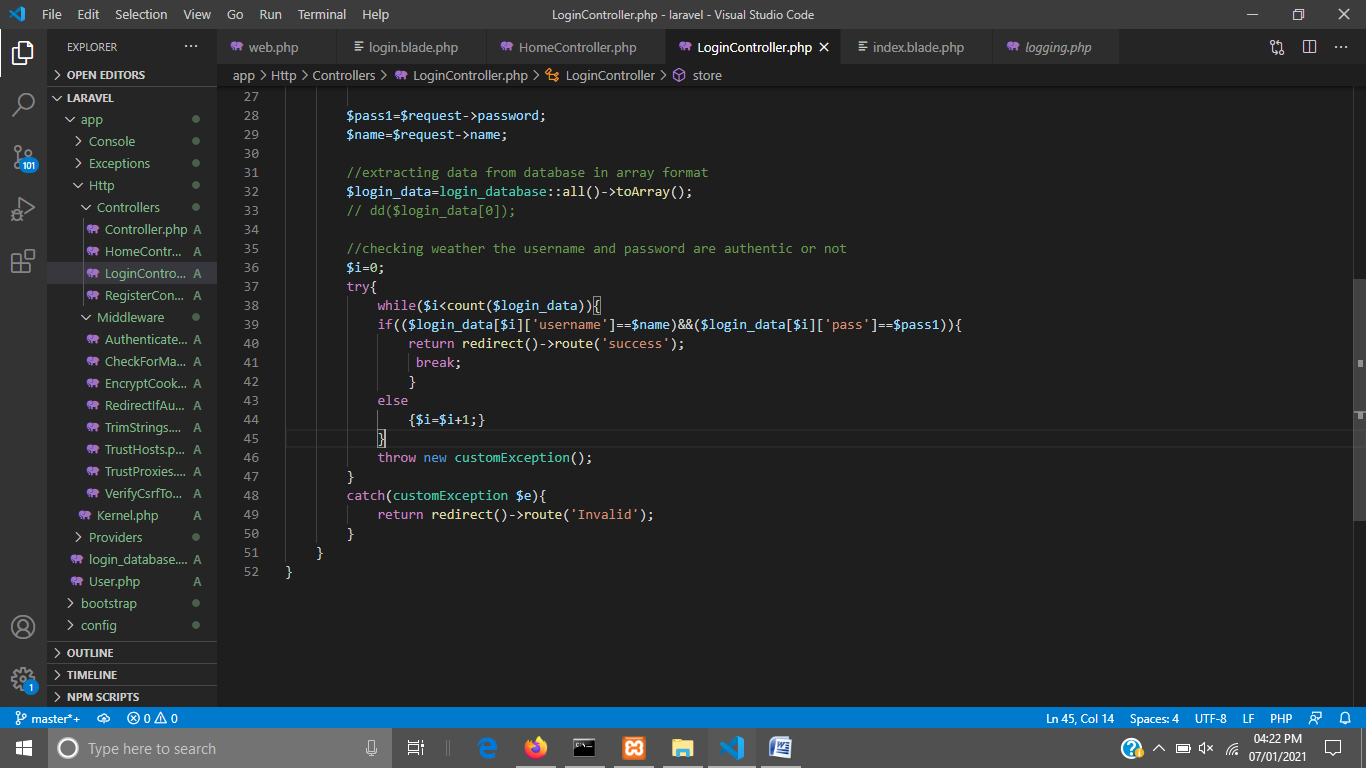 File Edit Selection View Go Run Terminal Help LoginController.php - laravel - Visual Studio Code
EXPLORER ···
web.php login.blade.php HomeController.php LoginController.php index.blade.php logging.php ···
OPEN EDITORS
app > Http > Controllers > LoginController.php > LoginController > store
LARAVEL
app
Console
Exceptions
Http
Controllers
Controller.php A
HomeContr... A
LoginContro... A
RegisterCon... A
Middleware
Authenticate... A
CheckForMa... A
EncryptCook... A
RedirectIfAu... A
TrimStrings.... A
TrustHosts.p... A
TrustProxies.... A
VerifyCsrfTo... A
Kernel.php A
Providers
login_database.... A
User.php A
bootstrap
config
OUTLINE
TIMELINE
NPM SCRIPTS
101
1
27
28 $pass1=$request->password;
29 $name=$request->name;
30
31 //extracting data from database in array format
32 $login_data=login_database::all()->toArray();
33 // dd($login_data[0]);
34
35 //checking weather the username and password are authentic or not
36 $i=0;
37 try{
38 while($i<count($login_data)){
39 if(($login_data[$i]['username']==$name)&&($login_data[$i]['pass']==$pass1)){
40 return redirect()->route('success');
41 break;
42 }
43 else
44 {$i=$i+1;}
45 }
46 throw new customException();
47 }
48 catch(customException $e){
49 return redirect()->route('Invalid');
50 }
51 }
52 }
master*+ 0 0 Ln 45, Col 14 Spaces: 4 UTF-8 LF PHP
Type here to search
04:22 PM
07/01/2021